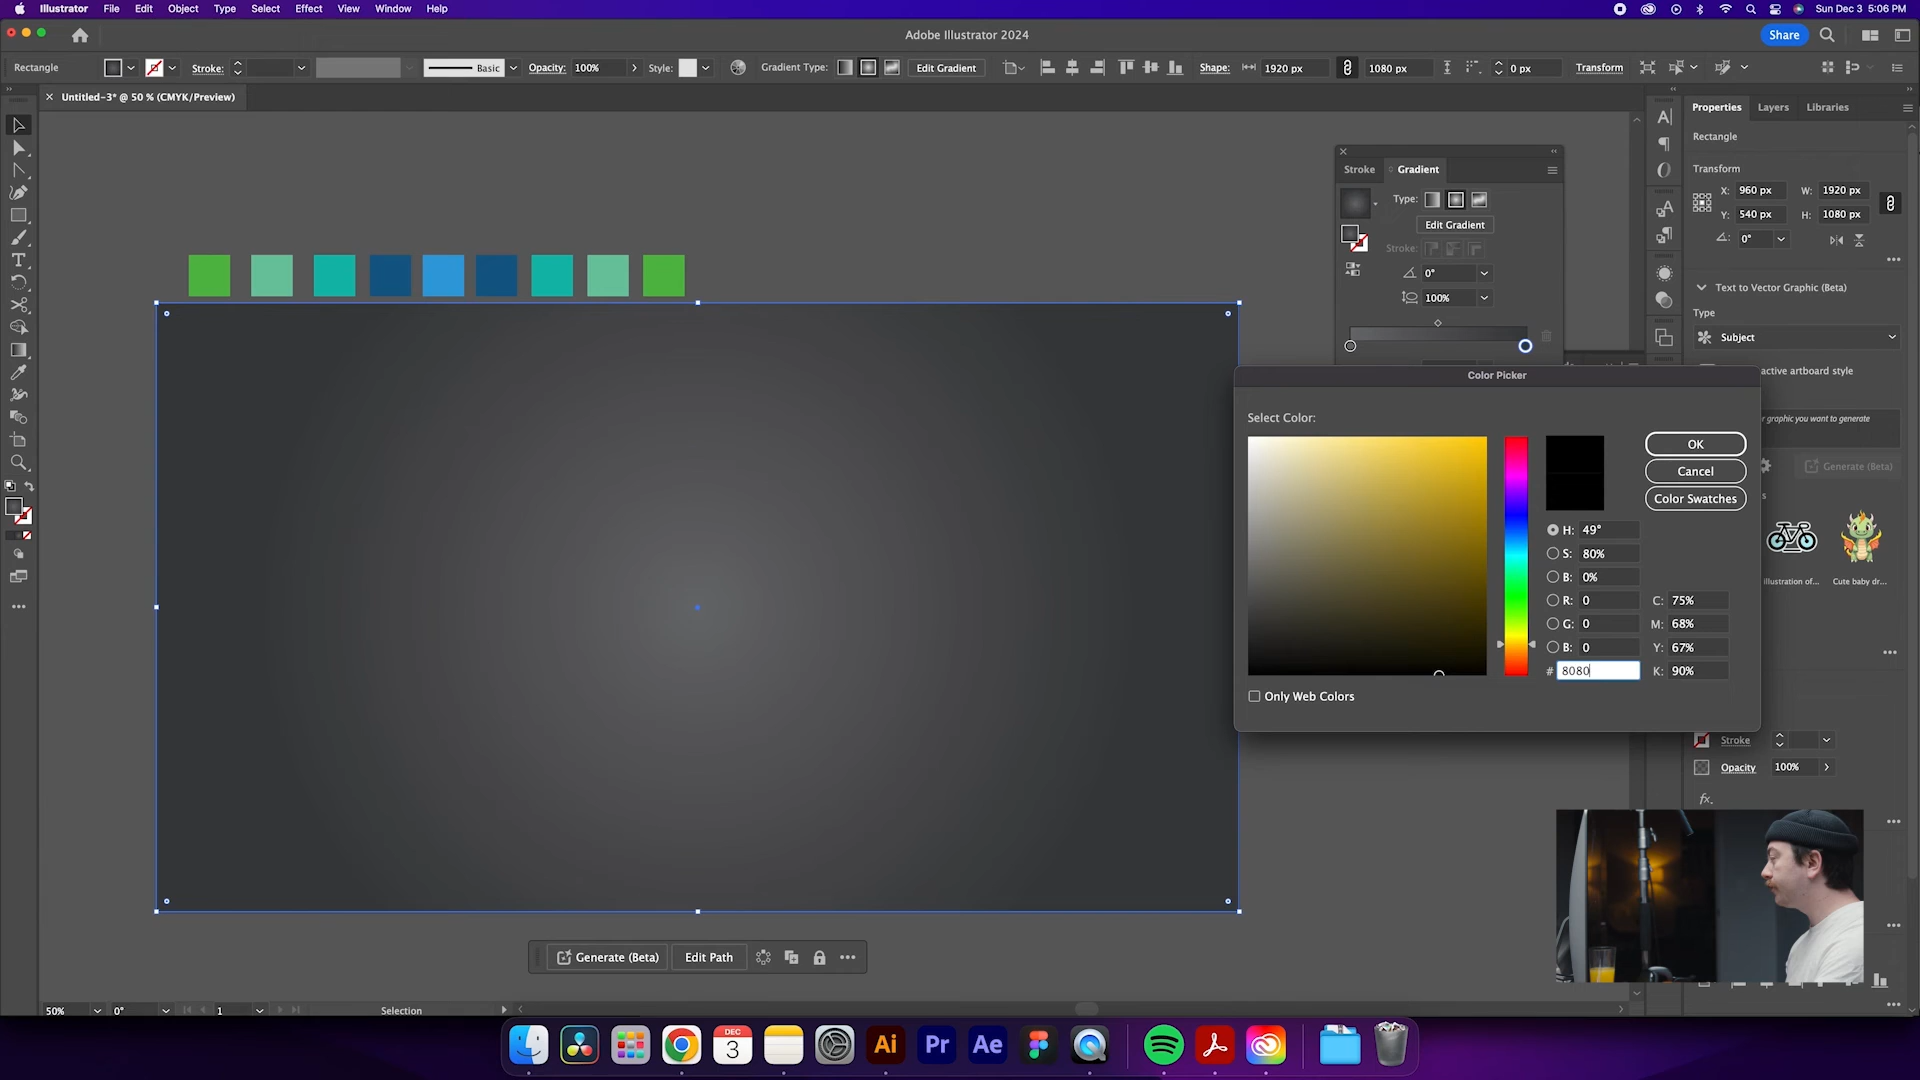 Illustrator File Edit Object Type Select Effect View Window Help
Sun Dec 3 5:06 PM
Adobe Illustrator 2024
Share
Rectangle
Stroke:
Basic
Opacity: 100%
Style:
Gradient Type:
Edit Gradient
Shape:
1920 px
1080 px
0 px
Transform
Untitled-3* @ 50 % (CMYK/Preview)
Stroke
Gradient
Type:
Edit Gradient
Stroke:
0°
100%
Properties Layers Libraries
Rectangle
Transform
X: 960 px W: 1920 px
Y: 540 px H: 1080 px
0°
Text to Vector Graphic (Beta)
Type
Subject
active artboard style
graphic you want to generate
Generate (Beta)
Illustration of... Cute baby dr...
Color Picker
Select Color:
OK
Cancel
Color Swatches
H: 49°
S: 80%
B: 0%
R: 0 C: 75%
G: 0 M: 68%
B: 0 Y: 67%
# 8080 K: 90%
Only Web Colors
Stroke
Opacity 100%
fx.
Generate (Beta)
Edit Path
50% 0° 1 Selection
DEC
3
Ai
Pr
Ae